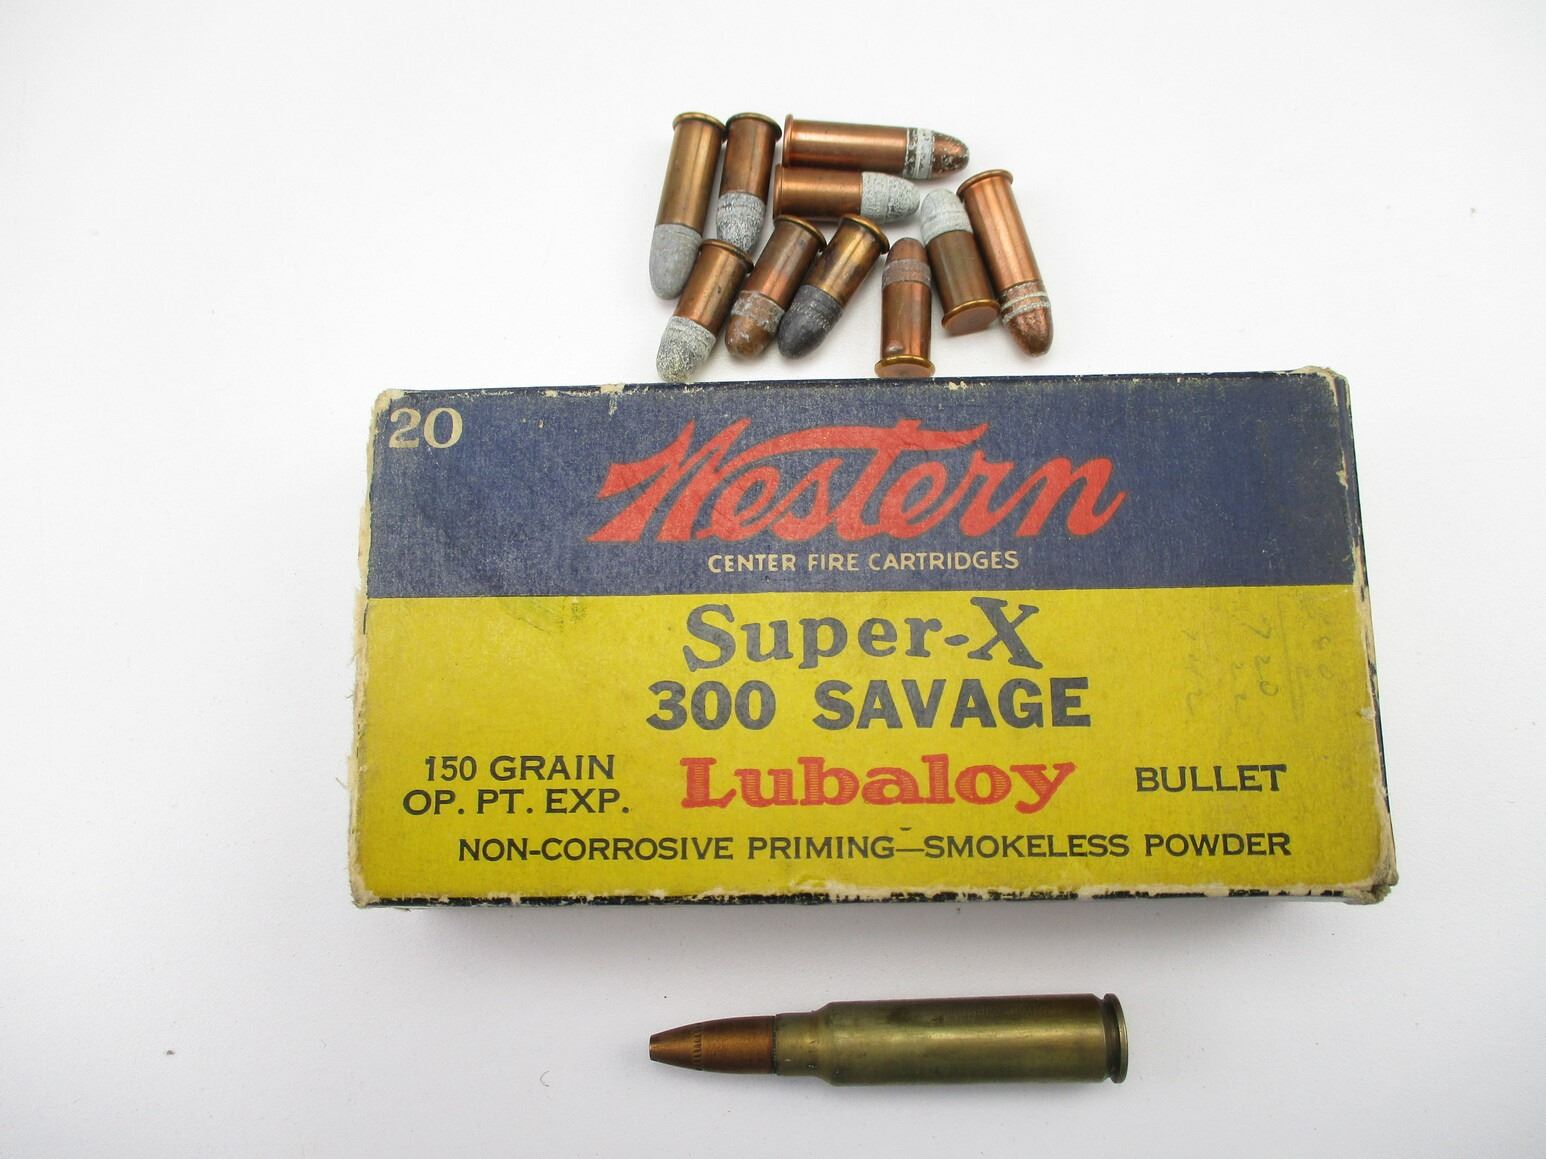 20
Western
CENTER FIRE CARTRIDGES
Super-X
300 SAVAGE
150 GRAIN
OP. PT. EXP.
Lubaloy
BULLET
NON-CORROSIVE PRIMING—SMOKELESS POWDER